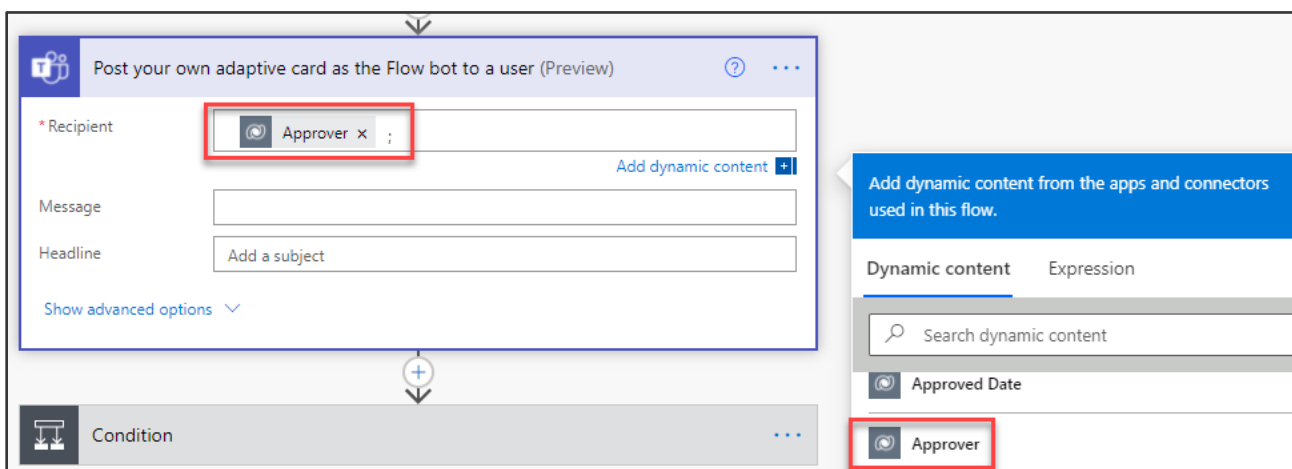 Post your own adaptive card as the Flow bot to a user (Preview) ? ...
* Recipient Approver × ;
Add dynamic content +
Message
Headline Add a subject
Show advanced options
+
Condition ...
Add dynamic content from the apps and connectors
used in this flow.
Dynamic content Expression
Search dynamic content
Approved Date
Approver